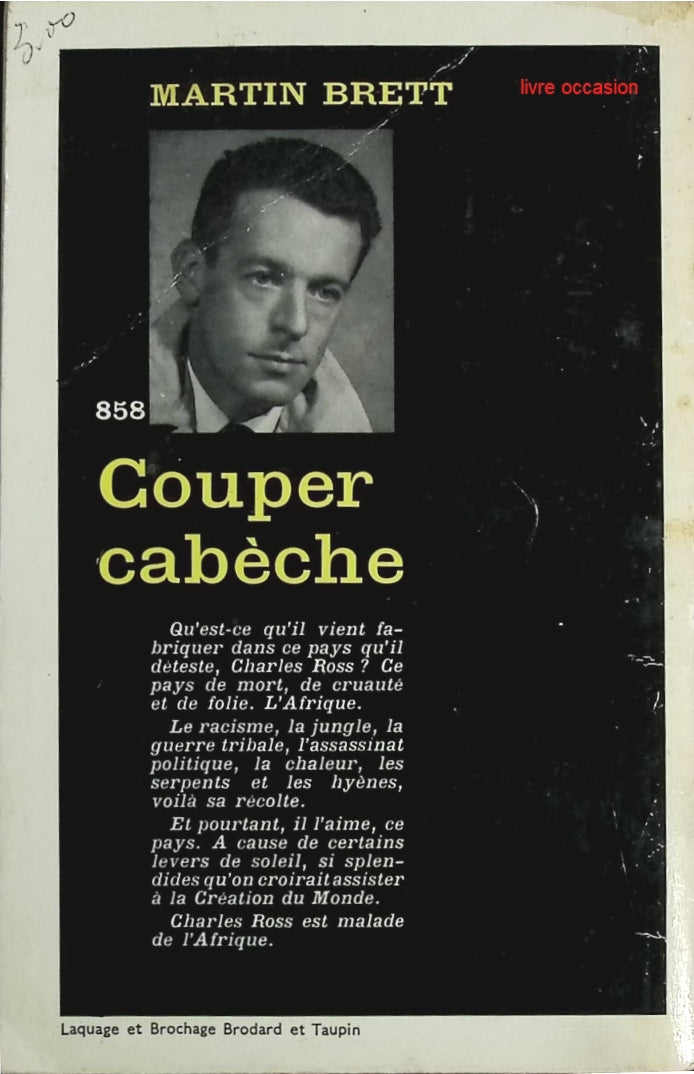 5.00
MARTIN BRETT
livre occasion
858
Couper
cabèche
Qu'est-ce qu'il vient fa-
briquer dans ce pays qu'il
déteste, Charles Ross ? Ce
pays de mort, de cruauté
et de folie. L'Afrique.
Le racisme, la jungle, la
guerre tribale, l'assassinat
politique, la chaleur, les
serpents et les hyènes,
voilà sa récolte.
Et pourtant, il l'aime, ce
pays. A cause de certains
levers de soleil, si splen-
dides qu'on croirait assister
à la Création du Monde.
Charles Ross est malade
de l'Afrique.
Laquage et Brochage Brodard et Taupin